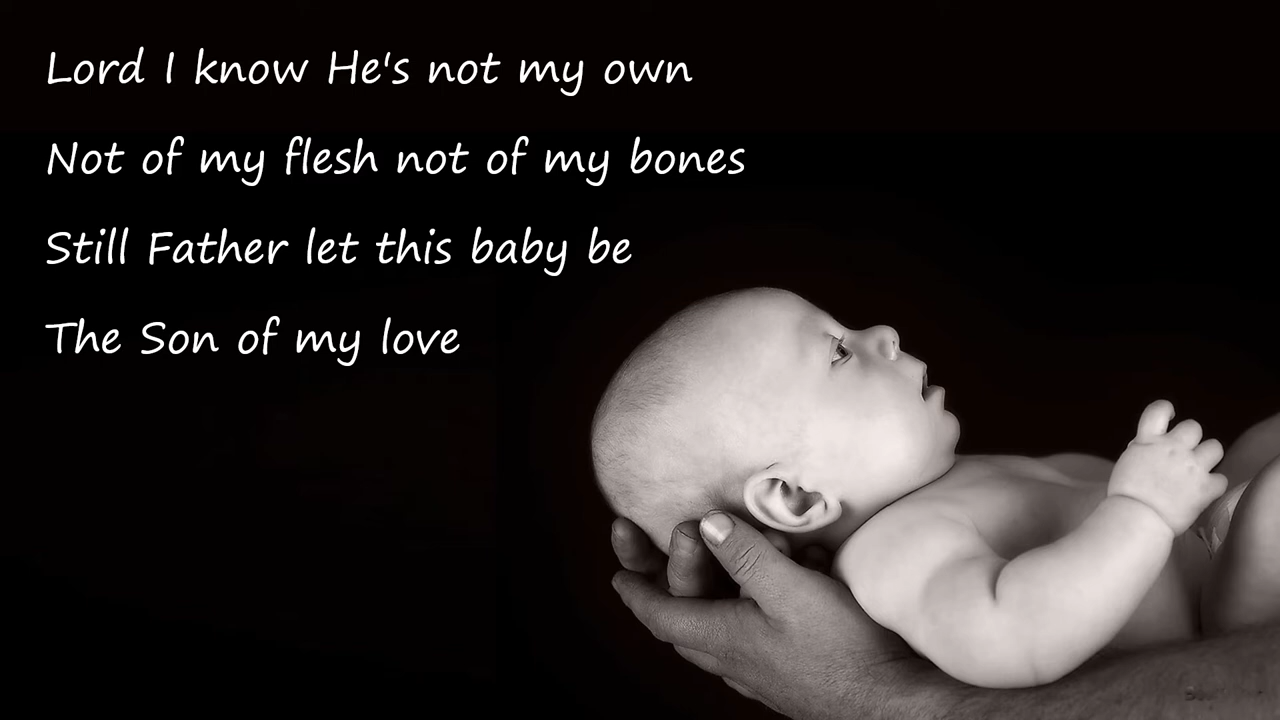 Lord I know He's not my own
Not of my flesh not of my bones
Still Father let this baby be
The Son of my love